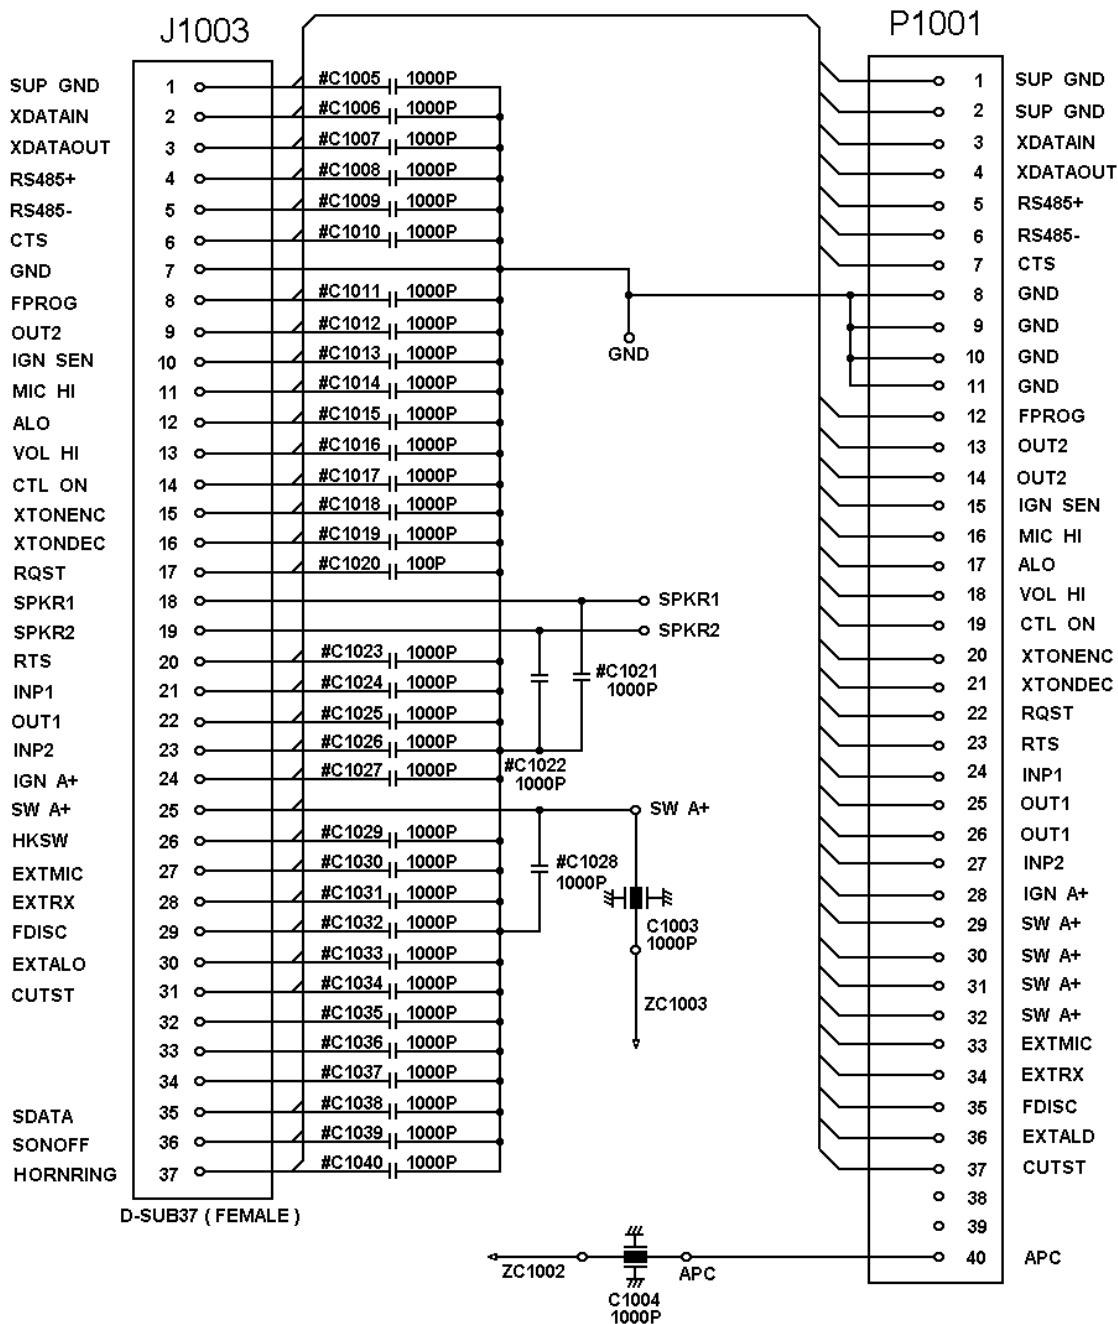 J1003
P1001
SUP GND 1 #C1005 1000P
XDATAIN 2 #C1006 1000P
XDATAOUT 3 #C1007 1000P
RS485+ 4 #C1008 1000P
RS485- 5 #C1009 1000P
CTS 6 #C1010 1000P
GND 7
FPROG 8 #C1011 1000P
OUT2 9 #C1012 1000P
IGN SEN 10 #C1013 1000P
MIC HI 11 #C1014 1000P
ALO 12 #C1015 1000P
VOL HI 13 #C1016 1000P
CTL ON 14 #C1017 1000P
XTONENC 15 #C1018 1000P
XTONDEC 16 #C1019 1000P
RQST 17 #C1020 100P
SPKR1 18 SPKR1
SPKR2 19 SPKR2
RTS 20 #C1023 1000P
INP1 21 #C1024 1000P
OUT1 22 #C1025 1000P
INP2 23 #C1026 1000P
IGN A+ 24 #C1027 1000P
SW A+ 25 SW A+
HKSW 26 #C1029 1000P
EXTMIC 27 #C1030 1000P
EXTRX 28 #C1031 1000P
FDISC 29 #C1032 1000P
EXTALO 30 #C1033 1000P
CUTST 31 #C1034 1000P
32 #C1035 1000P
33 #C1036 1000P
34 #C1037 1000P
SDATA 35 #C1038 1000P
SONOFF 36 #C1039 1000P
HORNRING 37 #C1040 1000P
D-SUB37 ( FEMALE )
GND
#C1021
1000P
#C1022
1000P
#C1028
1000P
C1003
1000P
ZC1003
ZC1002
C1004
1000P
APC
1 SUP GND
2 SUP GND
3 XDATAIN
4 XDATAOUT
5 RS485+
6 RS485-
7 CTS
8 GND
9 GND
10 GND
11 GND
12 FPROG
13 OUT2
14 OUT2
15 IGN SEN
16 MIC HI
17 ALO
18 VOL HI
19 CTL ON
20 XTONENC
21 XTONDEC
22 RQST
23 RTS
24 INP1
25 OUT1
26 OUT1
27 INP2
28 IGN A+
29 SW A+
30 SW A+
31 SW A+
32 SW A+
33 EXTMIC
34 EXTRX
35 FDISC
36 EXTALD
37 CUTST
38
39
40 APC